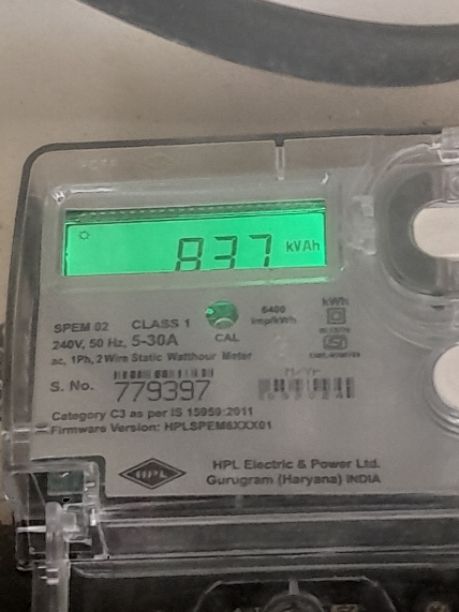 837 kVAh
SPEM 02 CLASS 1
6400
imp/kWh
kWh
240V, 50 Hz, 5-30A
CAL
ac, 1Ph, 2 Wire Static Watthour Meter
S. No. 779397
Category C3 as per IS 15959:2011
Firmware Version: HPLSPEM6XXX01
HPL
HPL Electric & Power Ltd.
Gurugram (Haryana) INDIA